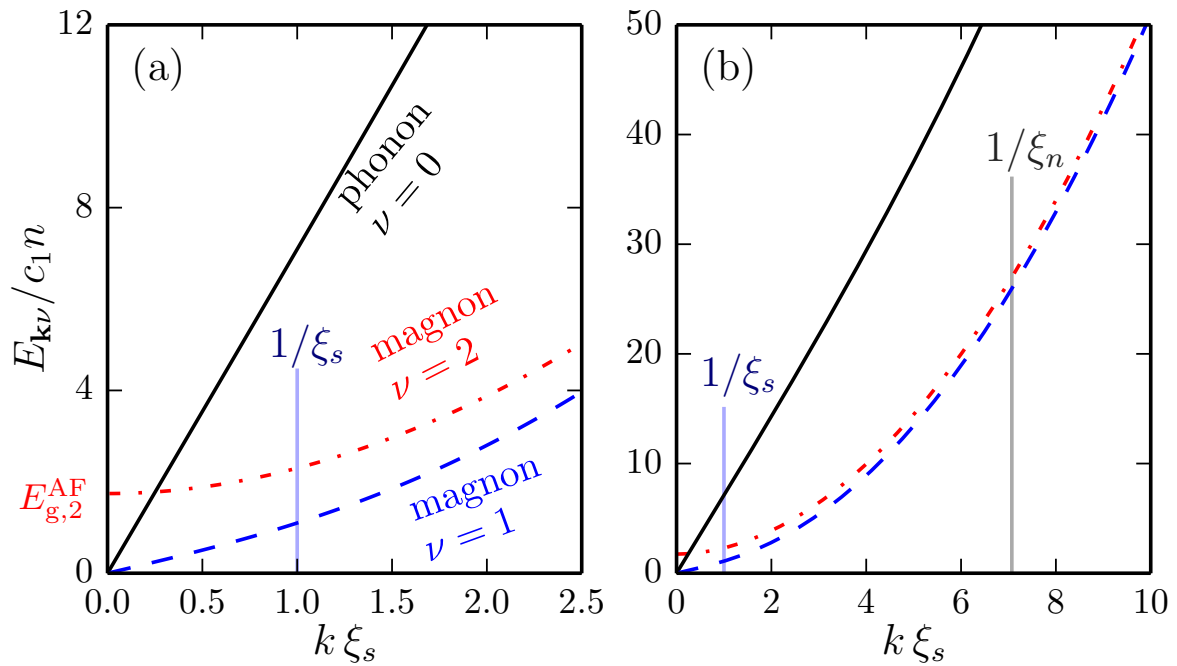 (a)
12
8
4
0
E_{kν}/c_1n
E_{g,2}^{AF}
phonon
ν = 0
1/ξ_s
magnon
ν = 2
magnon
ν = 1
0.0 0.5 1.0 1.5 2.0 2.5
k ξ_s
(b)
50
40
30
20
10
0
1/ξ_n
1/ξ_s
0 2 4 6 8 10
k ξ_s